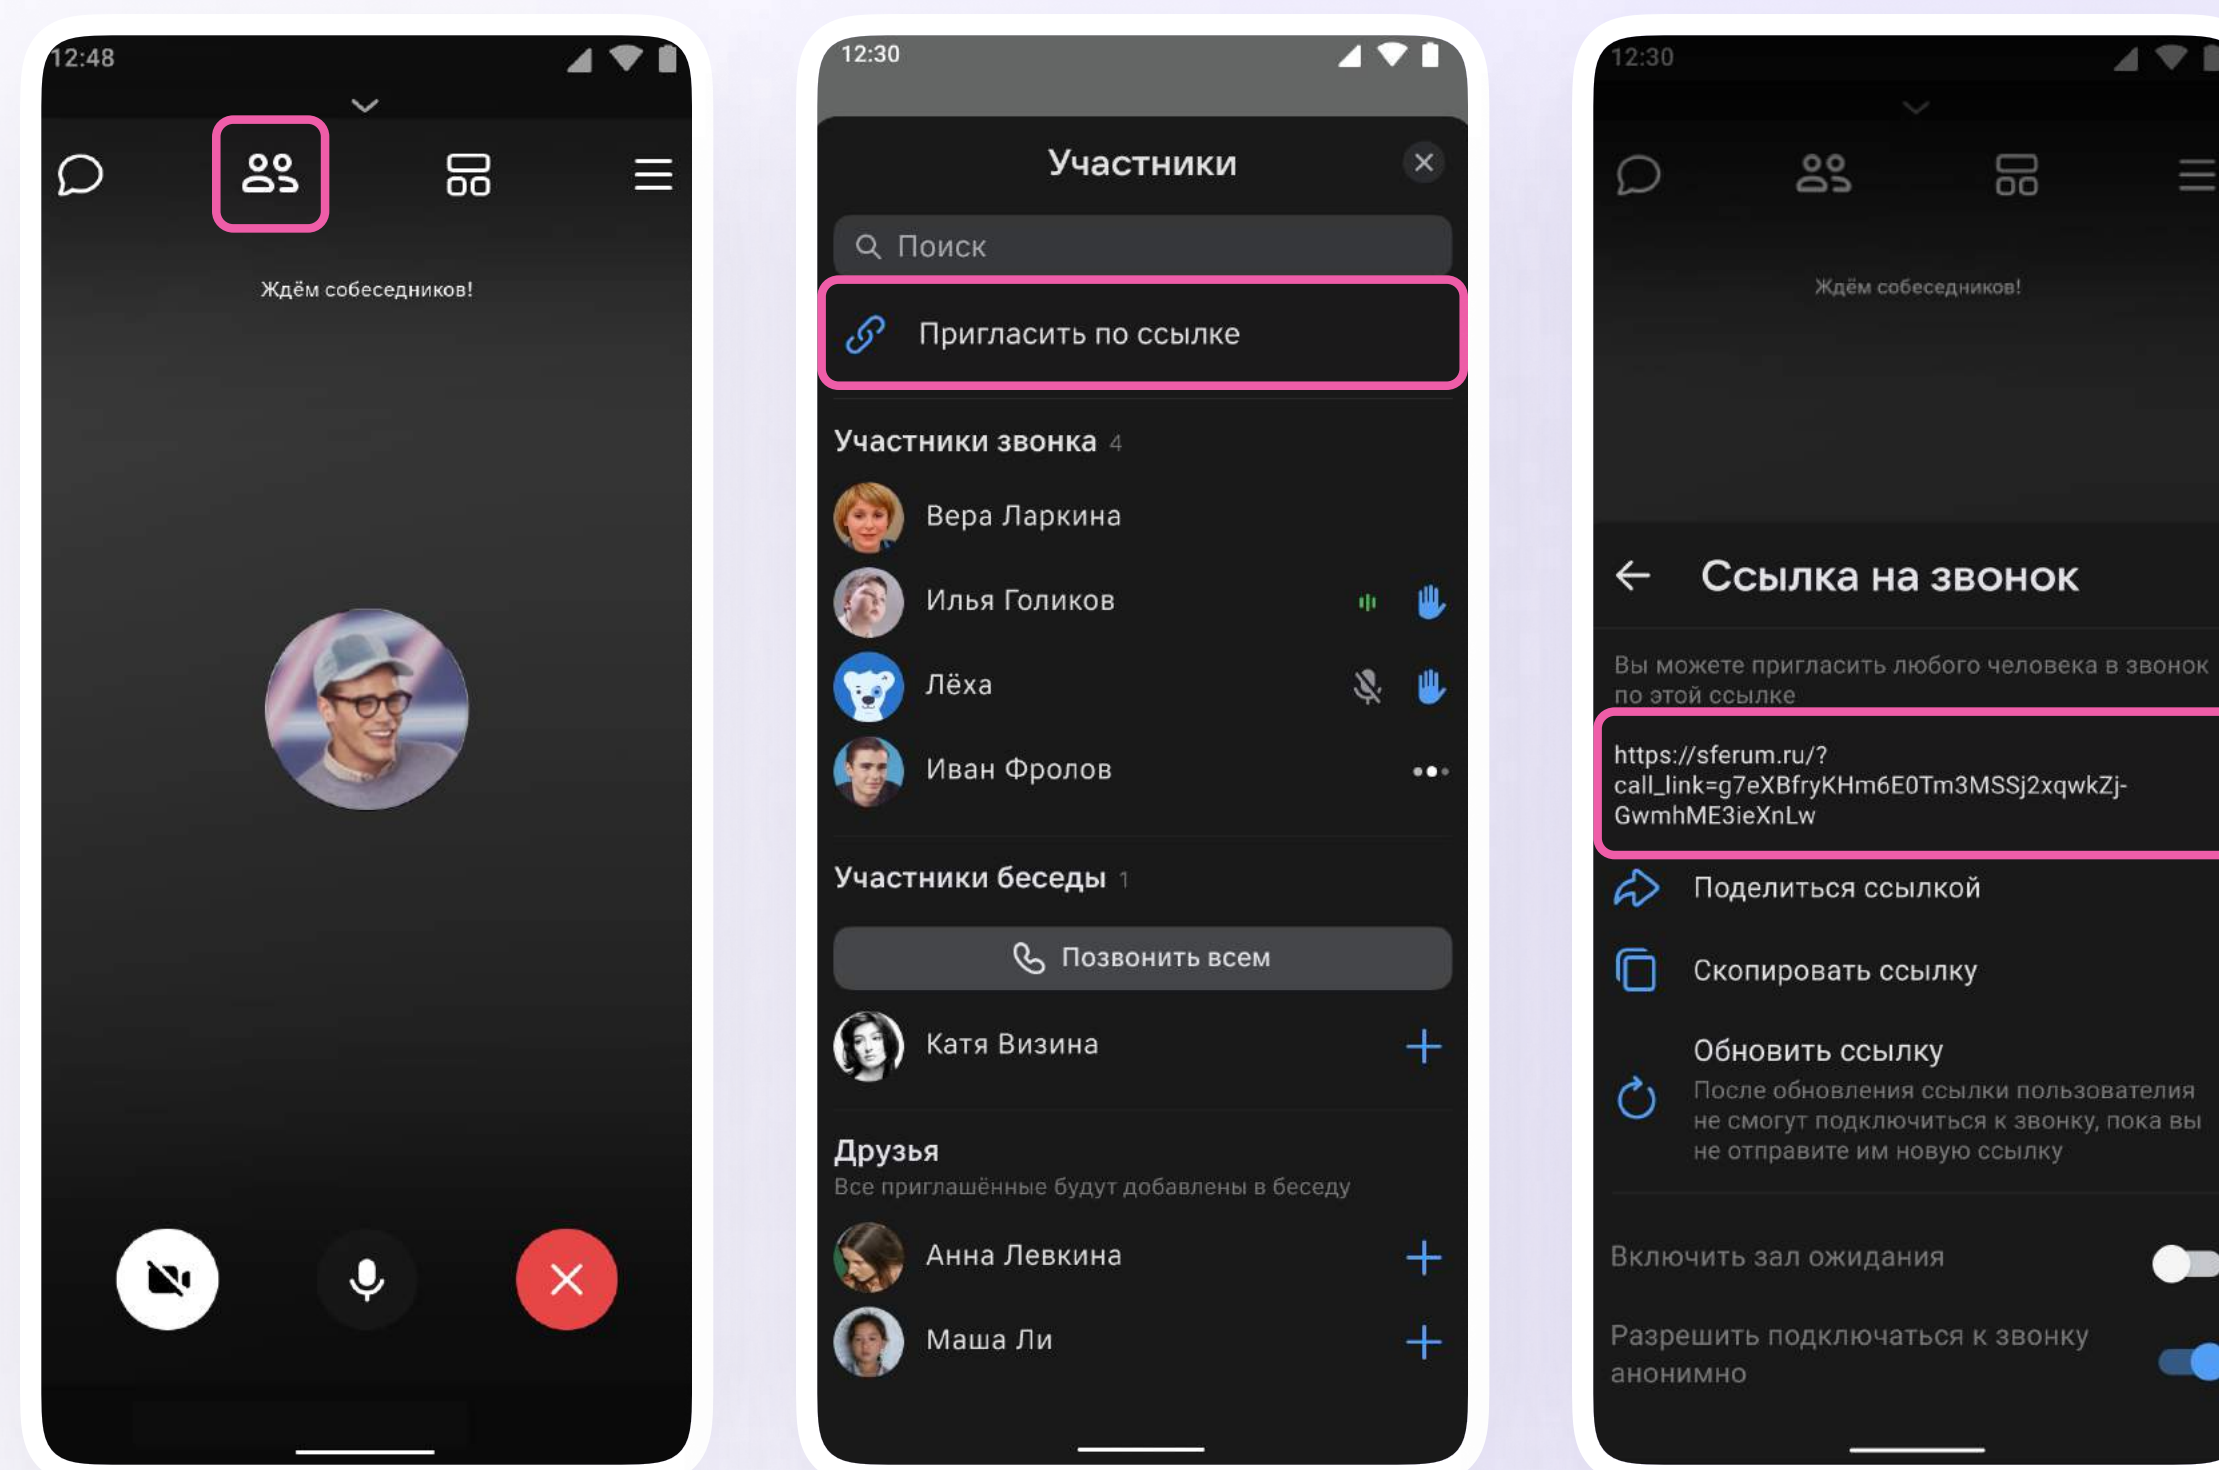 12:48
Ждём собеседников!
12:30
Участники
Поиск
Пригласить по ссылке
Участники звонка 4
Вера Ларкина
Илья Голиков
Лёха
Иван Фролов
Участники беседы 1
Позвонить всем
Катя Визина
Друзья
Все приглашённые будут добавлены в беседу
Анна Левкина
Маша Ли
12:30
Ждём собеседников!
Ссылка на звонок
Вы можете пригласить любого человека в звонок
по этой ссылке
https://sferum.ru/?
call_link=g7eXBfryKHm6E0Tm3MSSj2xqwkZj-
GwmhME3ieXnLw
Поделиться ссылкой
Скопировать ссылку
Обновить ссылку
После обновления ссылки пользователия
не смогут подключиться к звонку, пока вы
не отправите им новую ссылку
Включить зал ожидания
Разрешить подключаться к звонку
анонимно